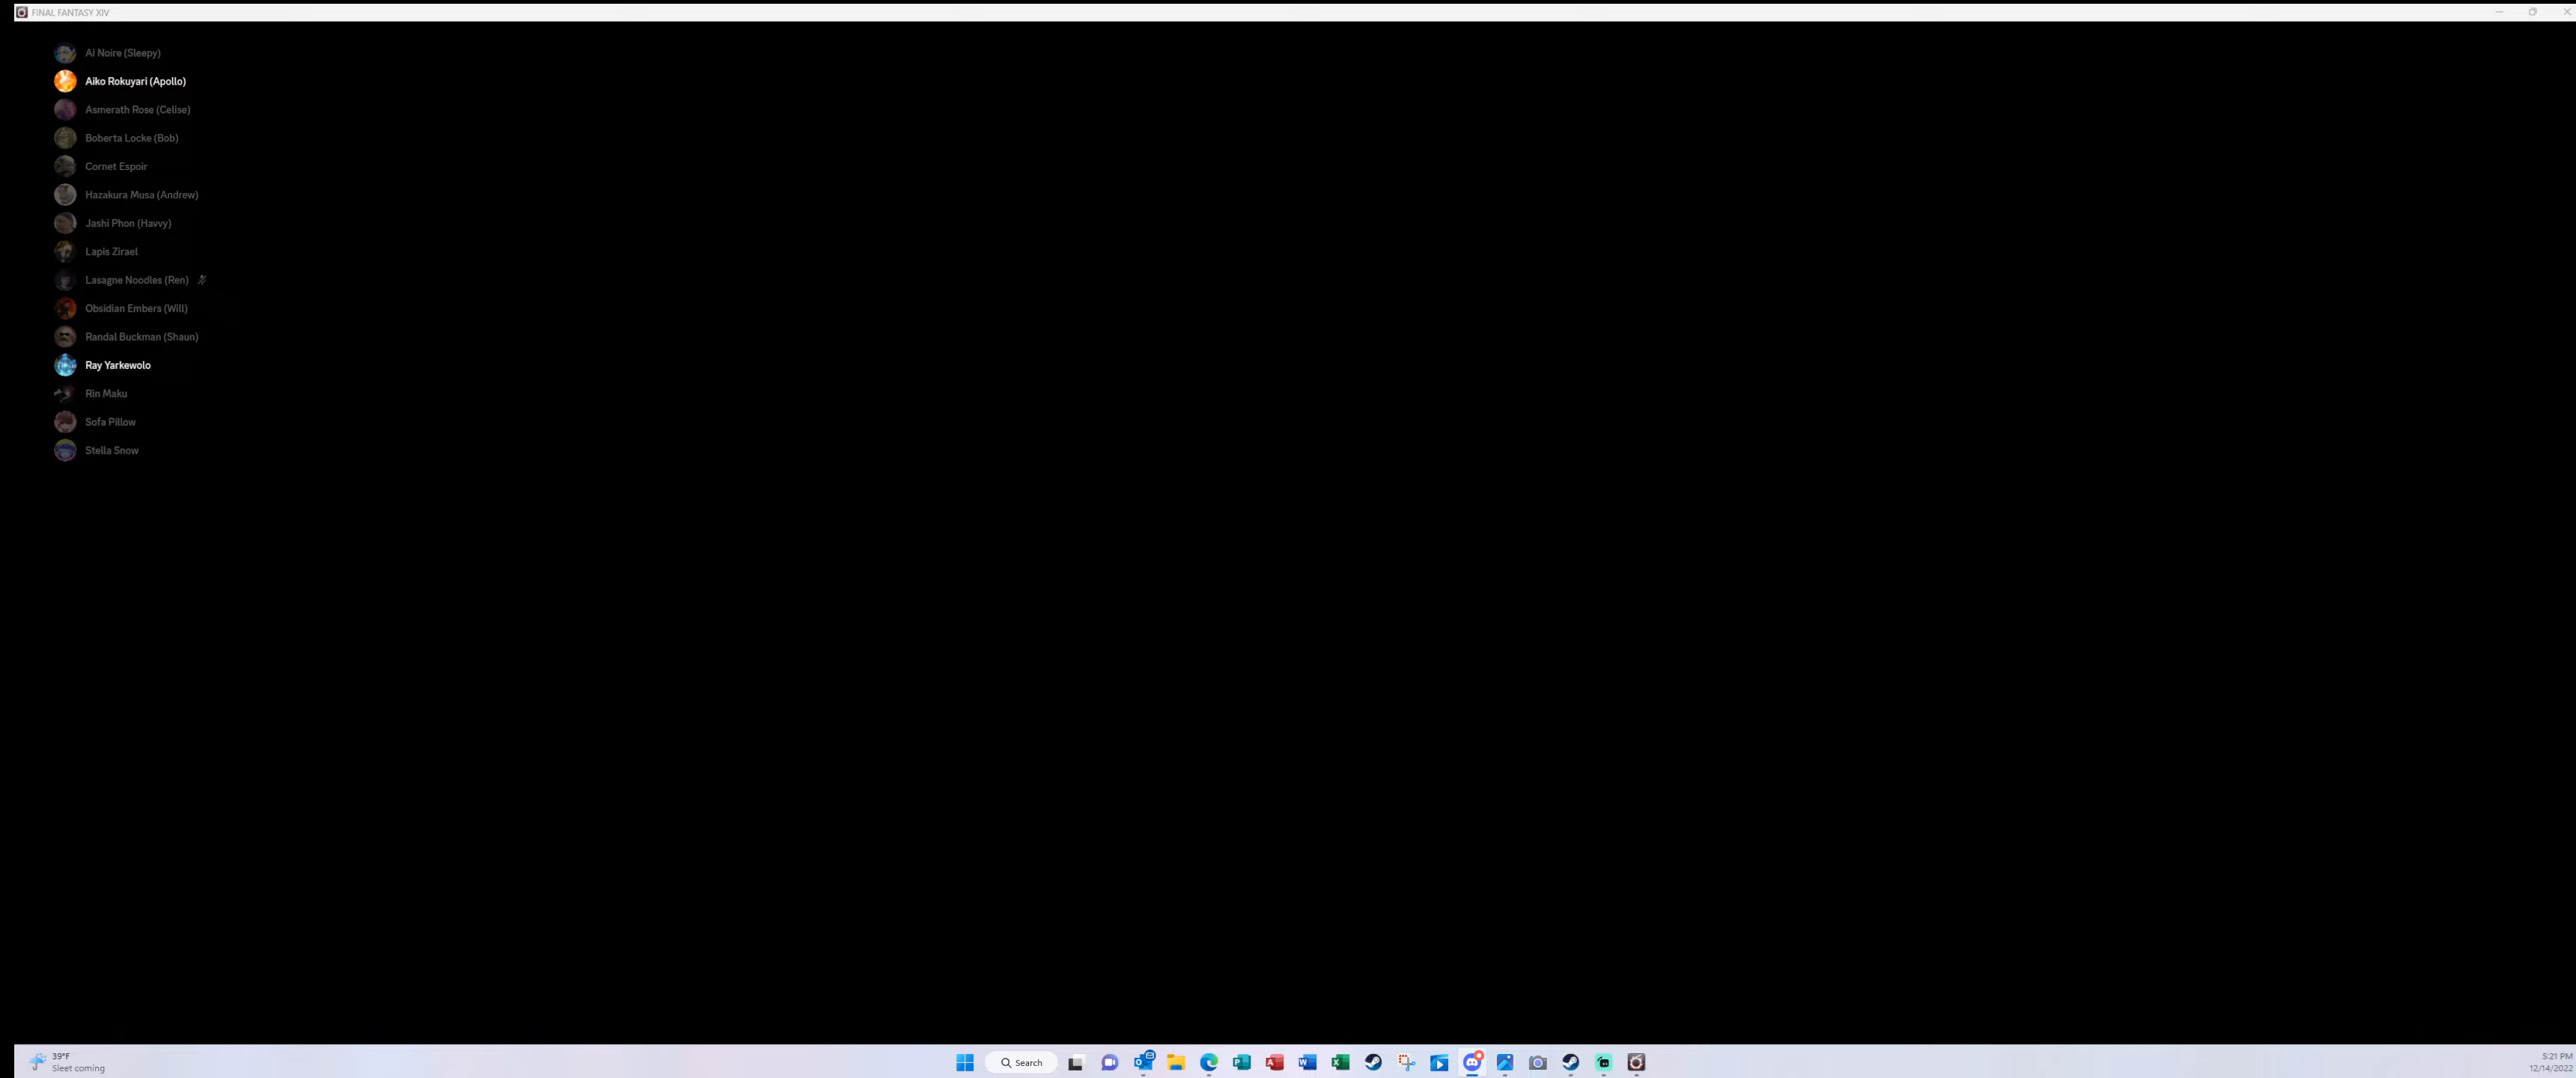 FINAL FANTASY XIV
Ai Noire (Sleepy)
Aiko Rokuyari (Apollo)
Asmerath Rose (Celise)
Boberta Locke (Bob)
Cornet Espoir
Hazakura Musa (Andrew)
Jashi Phon (Havvy)
Lapis Zirael
Lasagne Noodles (Ren)
Obsidian Embers (Will)
Randal Buckman (Shaun)
Ray Yarkewolo
Rin Maku
Sofa Pillow
Stella Snow
39°F
Sleet coming
Search
5:21 PM
12/14/2022